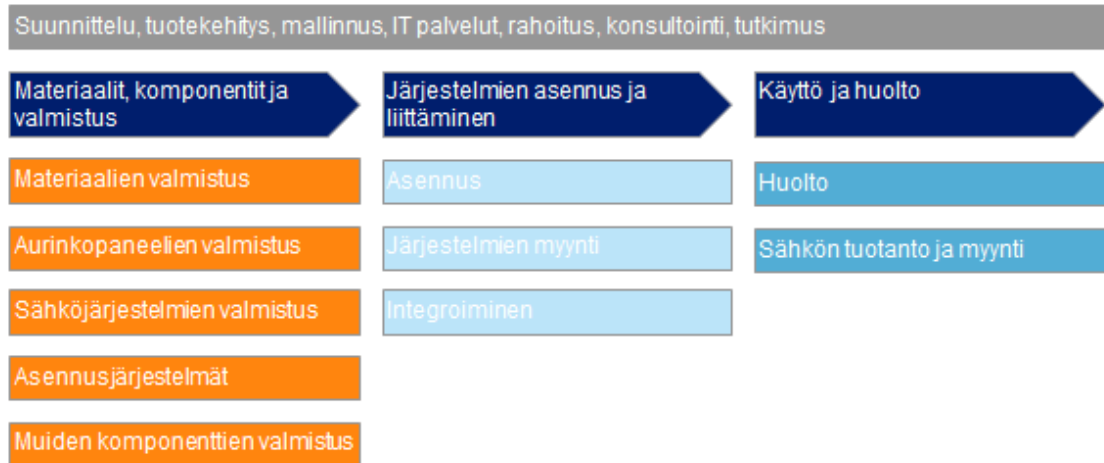 Suunnittelu, tuotekehitys, mallinnus, IT palvelut, rahoitus, konsultointi, tutkimus
Materiaalit, komponentit ja
valmistus
Järjestelmien asennus ja
liittäminen
Käyttö ja huolto
Materiaalien valmistus
Aurinkopaneelien valmistus
Sähköjärjestelmien valmistus
Asennusjärjestelmät
Muiden komponenttien valmistus
Asennus
Järjestelmien myynti
Integroiminen
Huolto
Sähkön tuotanto ja myynti